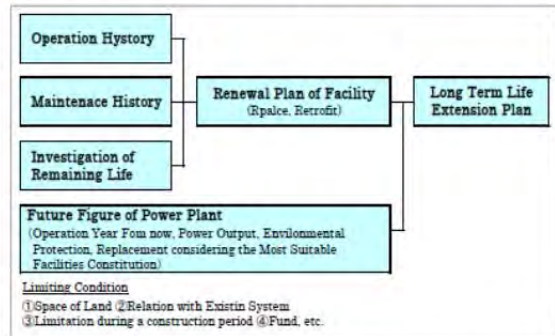 Operation Hystory
Maintenace History
Investigation of
Remaining Life
Renewal Plan of Facility
(Rpalce, Retrofit)
Long Term Life
Extension Plan
Future Figure of Power Plant
(Operation Year Fom now, Power Output, Envilonmental
Protection, Replacement considering the Most Suitable
Facilities Constitution)
Limiting Condition
①Space of Land ②Relation with Existin System
③Limitation during a construction period ④Fund, etc.